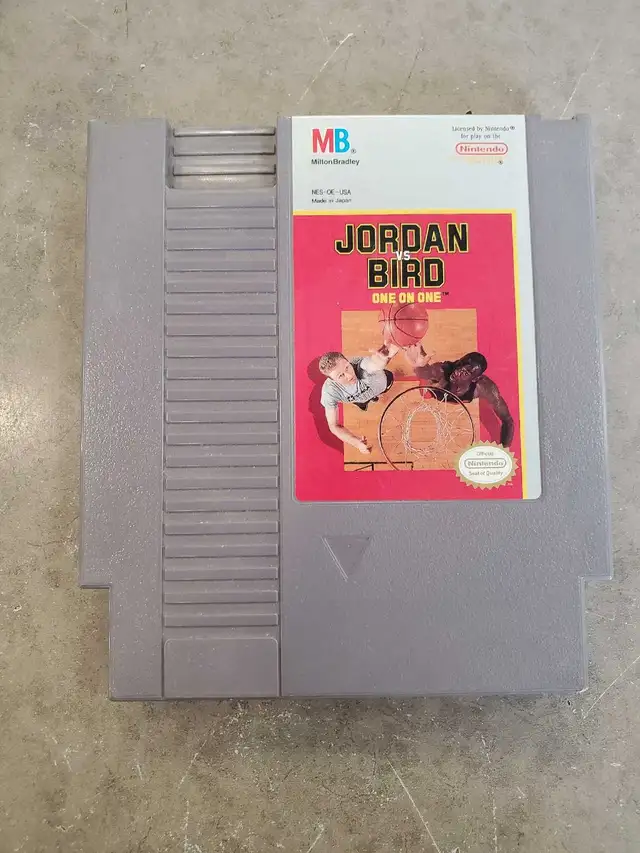 MB®
MiltonBradley
Licensed by Nintendo®
for play on the
Nintendo
®
NES-OE-USA
Made in Japan
JORDAN
VS
BIRD
ONE ON ONE™
Official
Nintendo
Seal of Quality